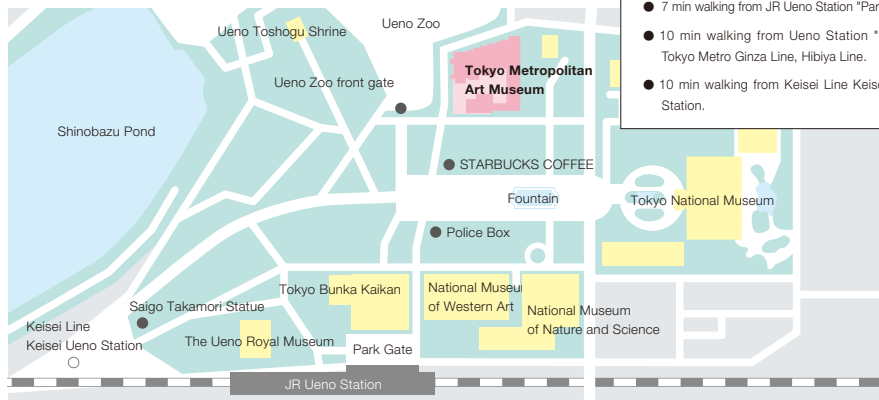 Ueno Zoo
Ueno Toshogu Shrine
Ueno Zoo front gate
Tokyo Metropolitan
Art Museum
7 min walking from JR Ueno Station "Par
10 min walking from Ueno Station "
Tokyo Metro Ginza Line, Hibiya Line.
10 min walking from Keisei Line Keise
Station.
Shinobazu Pond
STARBUCKS COFFEE
Fountain
Tokyo National Museum
Police Box
Tokyo Bunka Kaikan
National Museum
of Western Art
National Museum
of Nature and Science
Saigo Takamori Statue
Keisei Line
Keisei Ueno Station
The Ueno Royal Museum
Park Gate
JR Ueno Station